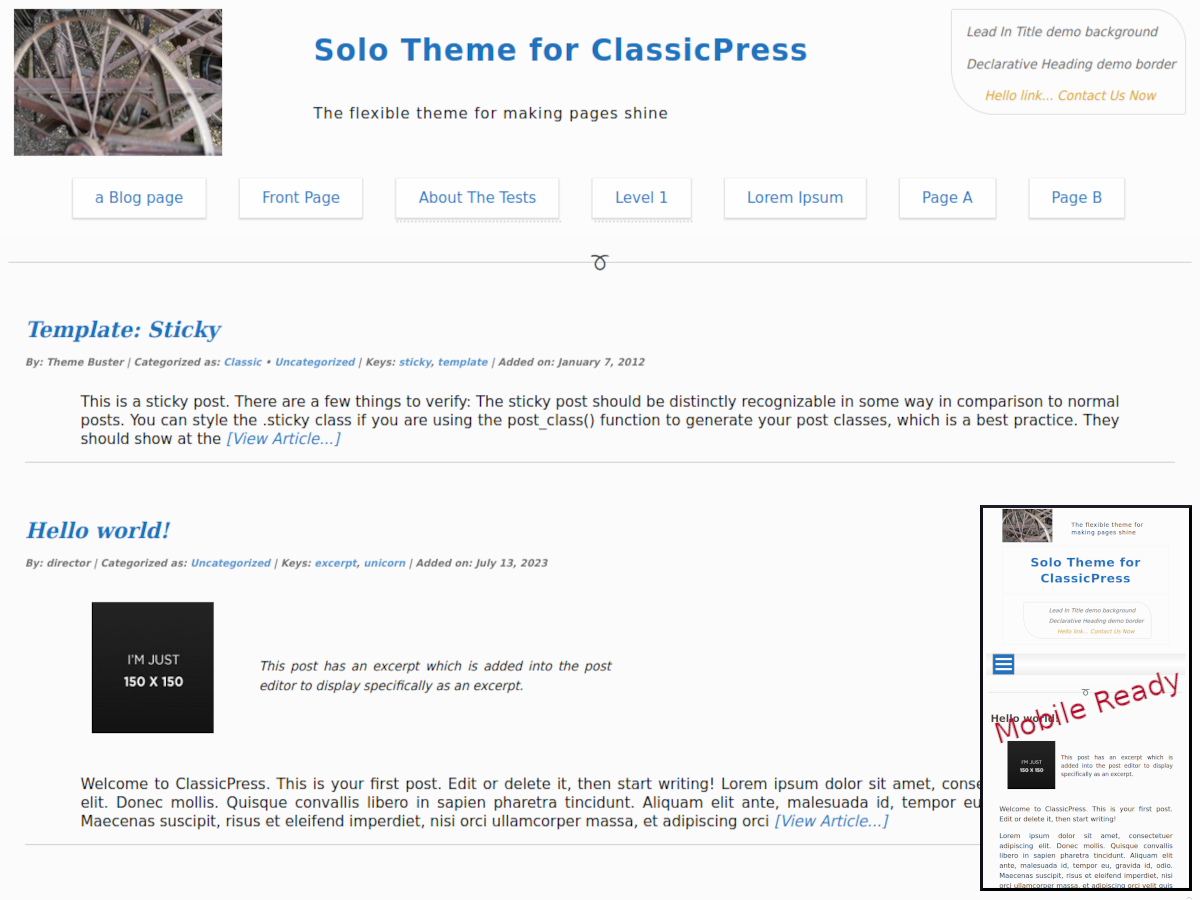 Solo Theme for ClassicPress
The flexible theme for making pages shine
Lead In Title demo background
Declarative Heading demo border
Hello link... Contact Us Now
a Blog page
Front Page
About The Tests
Level 1
Lorem Ipsum
Page A
Page B
Template: Sticky
By: Theme Buster | Categorized as: Classic • Uncategorized | Keys: sticky, template | Added on: January 7, 2012
This is a sticky post. There are a few things to verify: The sticky post should be distinctly recognizable in some way in comparison to normal
posts. You can style the .sticky class if you are using the post_class() function to generate your post classes, which is a best practice. They
should show at the [View Article...]
Hello world!
By: director | Categorized as: Uncategorized | Keys: excerpt, unicorn | Added on: July 13, 2023
I'M JUST
150 X 150
This post has an excerpt which is added into the post
editor to display specifically as an excerpt.
Welcome to ClassicPress. This is your first post. Edit or delete it, then start writing! Lorem ipsum dolor sit amet, conse
elit. Donec mollis. Quisque convallis libero in sapien pharetra tincidunt. Aliquam elit ante, malesuada id, tempor eu
Maecenas suscipit, risus et eleifend imperdiet, nisi orci ullamcorper massa, et adipiscing orci [View Article...]
The flexible theme for
making pages shine
Solo Theme for
ClassicPress
Lead In Title demo background
Declarative Heading demo border
Hello link... Contact Us Now
Mobile Ready
Hello world!
I'M JUST
150 X 150
This post has an excerpt which is
added into the post editor to display
specifically as an excerpt.
Welcome to ClassicPress. This is your first post.
Edit or delete it, then start writing!
Lorem ipsum dolor sit amet, consectetuer
adipiscing elit. Donec mollis. Quisque convallis
libero in sapien pharetra tincidunt. Aliquam elit
ante, malesuada id, tempor eu, gravida id, odio.
Maecenas suscipit, risus et eleifend imperdiet, nisi
orci ullamcorper massa, et adipiscing orci velit quis